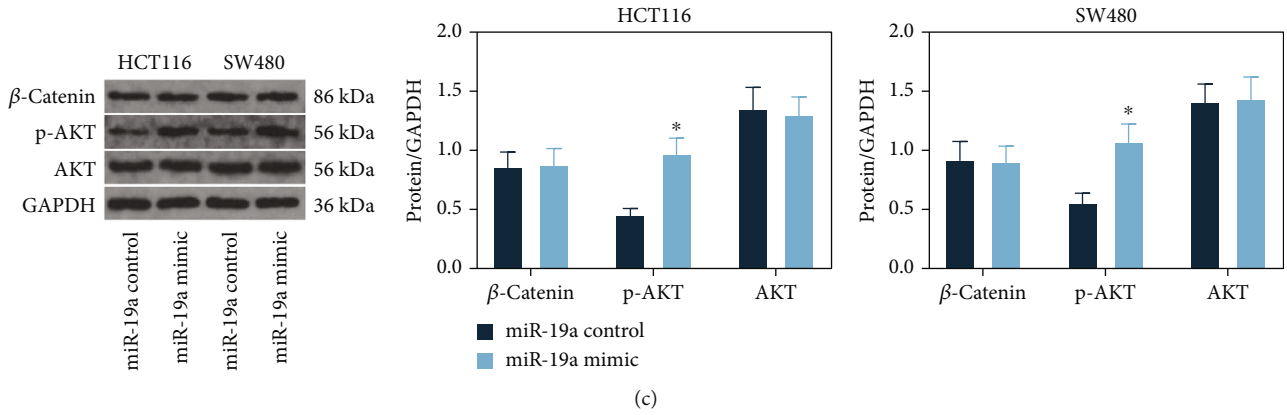 HCT116 SW480
β-Catenin 86 kDa
p-AKT 56 kDa
AKT 56 kDa
GAPDH 36 kDa
miR-19a control
miR-19a mimic
miR-19a control
miR-19a mimic
HCT116
Protein/GAPDH
2.0
1.5
1.0
0.5
0.0
*
β-Catenin p-AKT AKT
miR-19a control
miR-19a mimic
SW480
Protein/GAPDH
2.0
1.5
1.0
0.5
0.0
*
β-Catenin p-AKT AKT
(c)